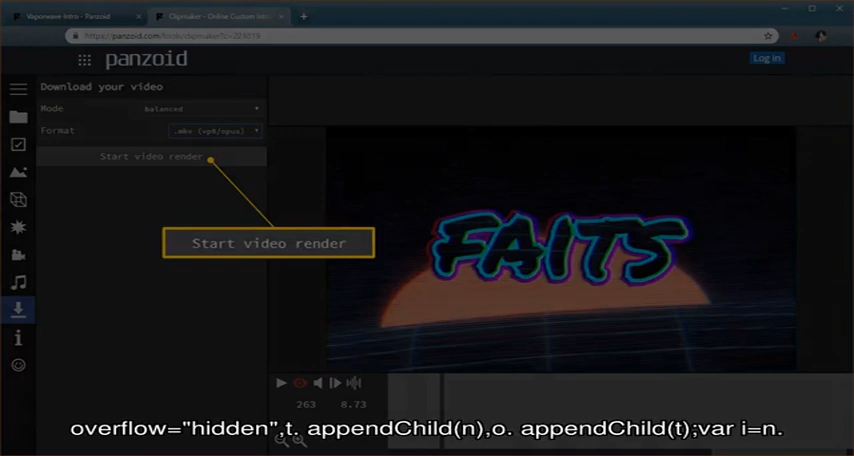 Vaporwave Intro - Panzoid
Clipmaker - Online Custom Intro
panzoid
Log in
Download your video
Mode balanced
Format .mkv (vp8/opus)
Start video render
Start video render
FAITS
263 8.73
overflow="hidden",t. appendChild(n),o. appendChild(t);var i=n.